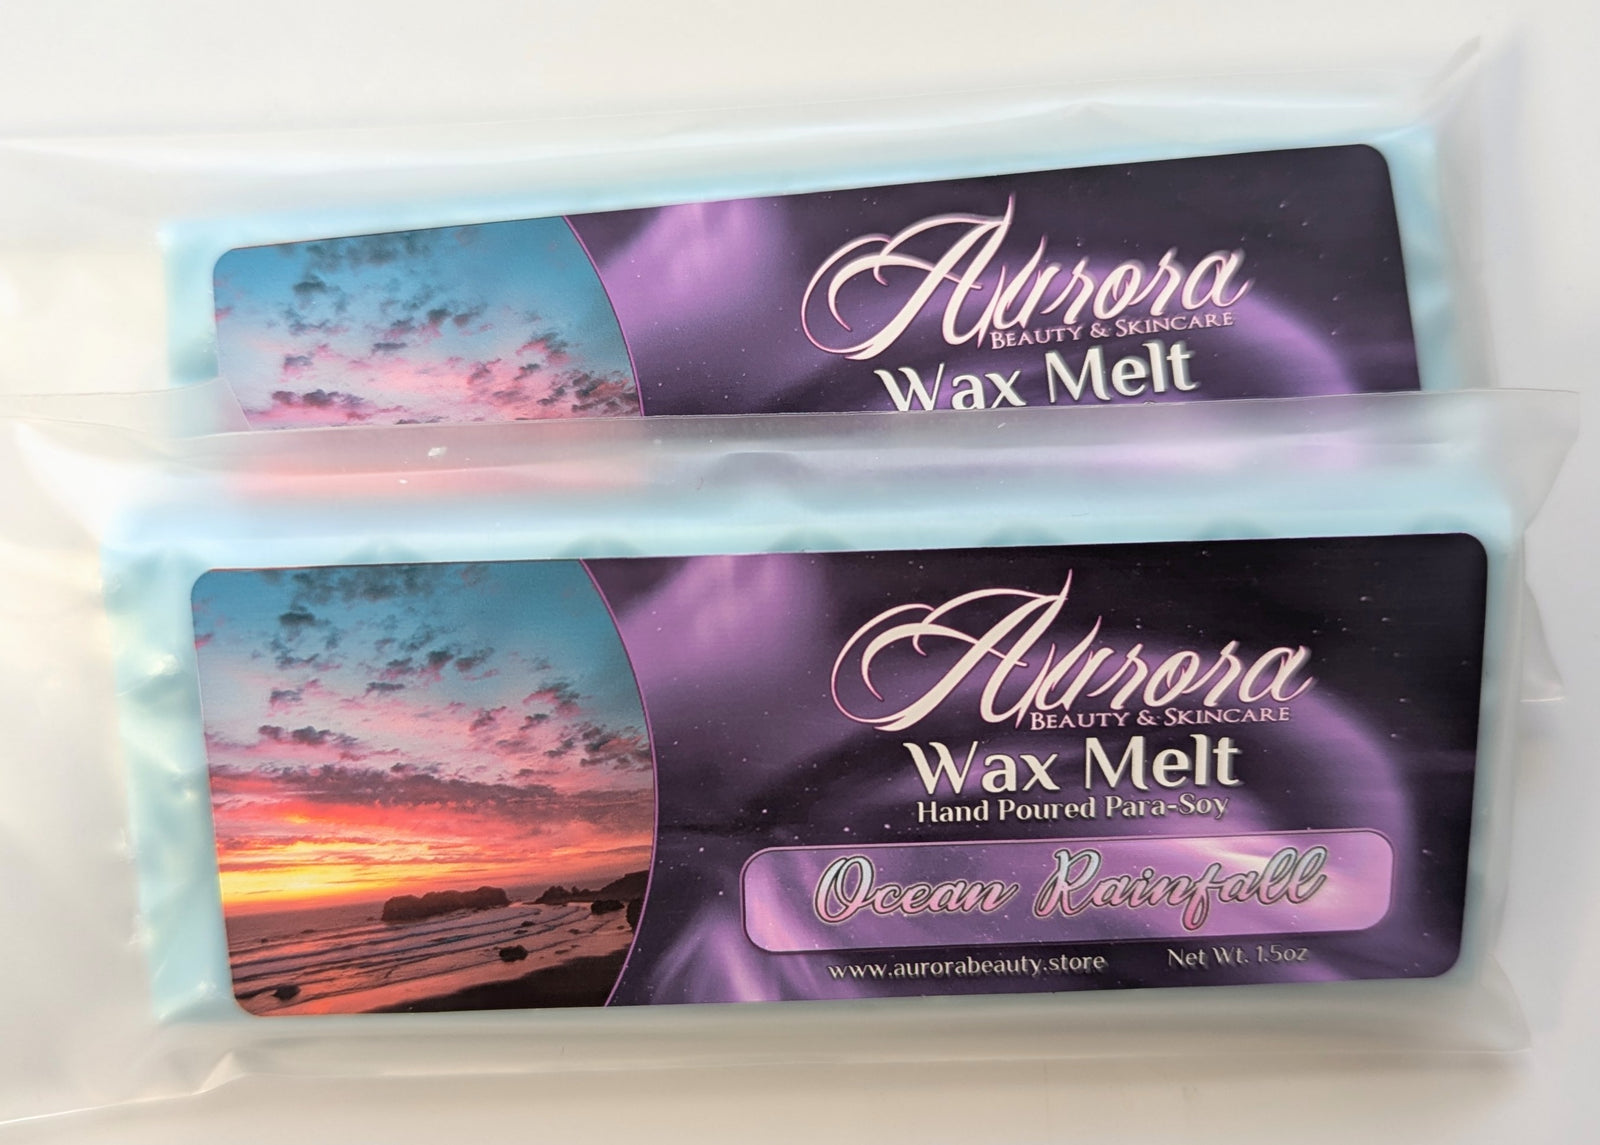 Aurora
BEAUTY & SKINCARE
Wax Melt
Aurora
BEAUTY & SKINCARE
Wax Melt
Hand Poured Para-Soy
Ocean Rainfall
www.aurorabeauty.store Net Wt. 1.5oz